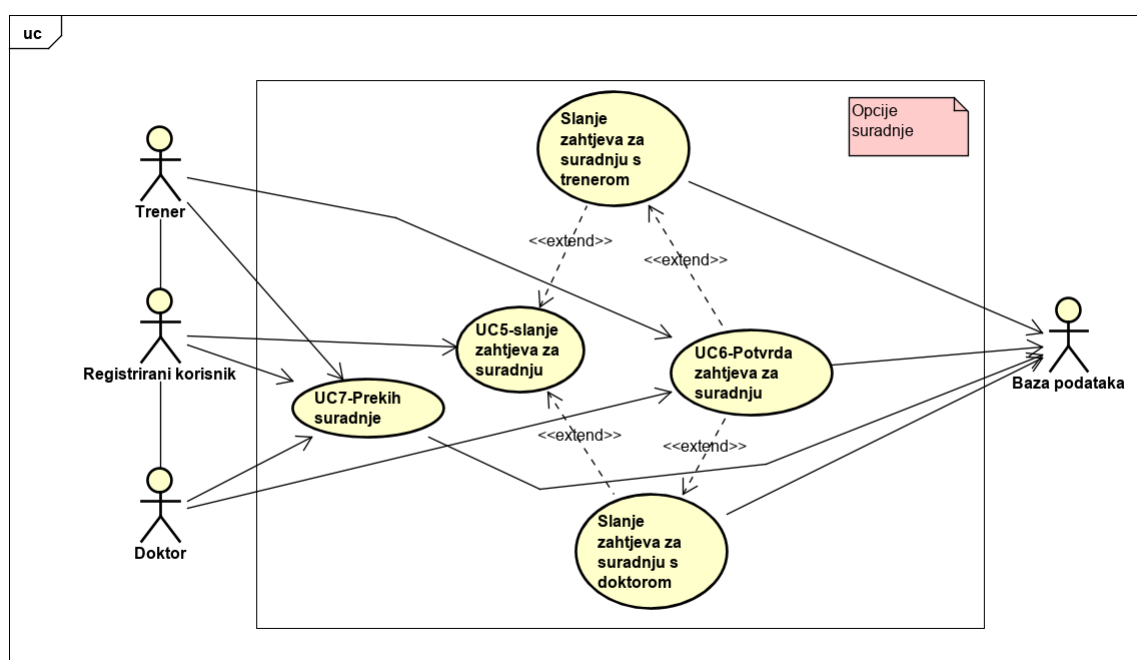 uc
Opcije
suradnje
Slanje
zahtjeva za
suradnju s
trenerom
Trener
<<extend>>
<<extend>>
UC5-slanje
zahtjeva za
suradnju
UC6-Potvrda
zahtjeva za
suradnju
Registrirani korisnik
Baza podataka
UC7-Prekih
suradnje
<<extend>>
<<extend>>
Slanje
zahtjeva za
suradnju s
doktorom
Doktor